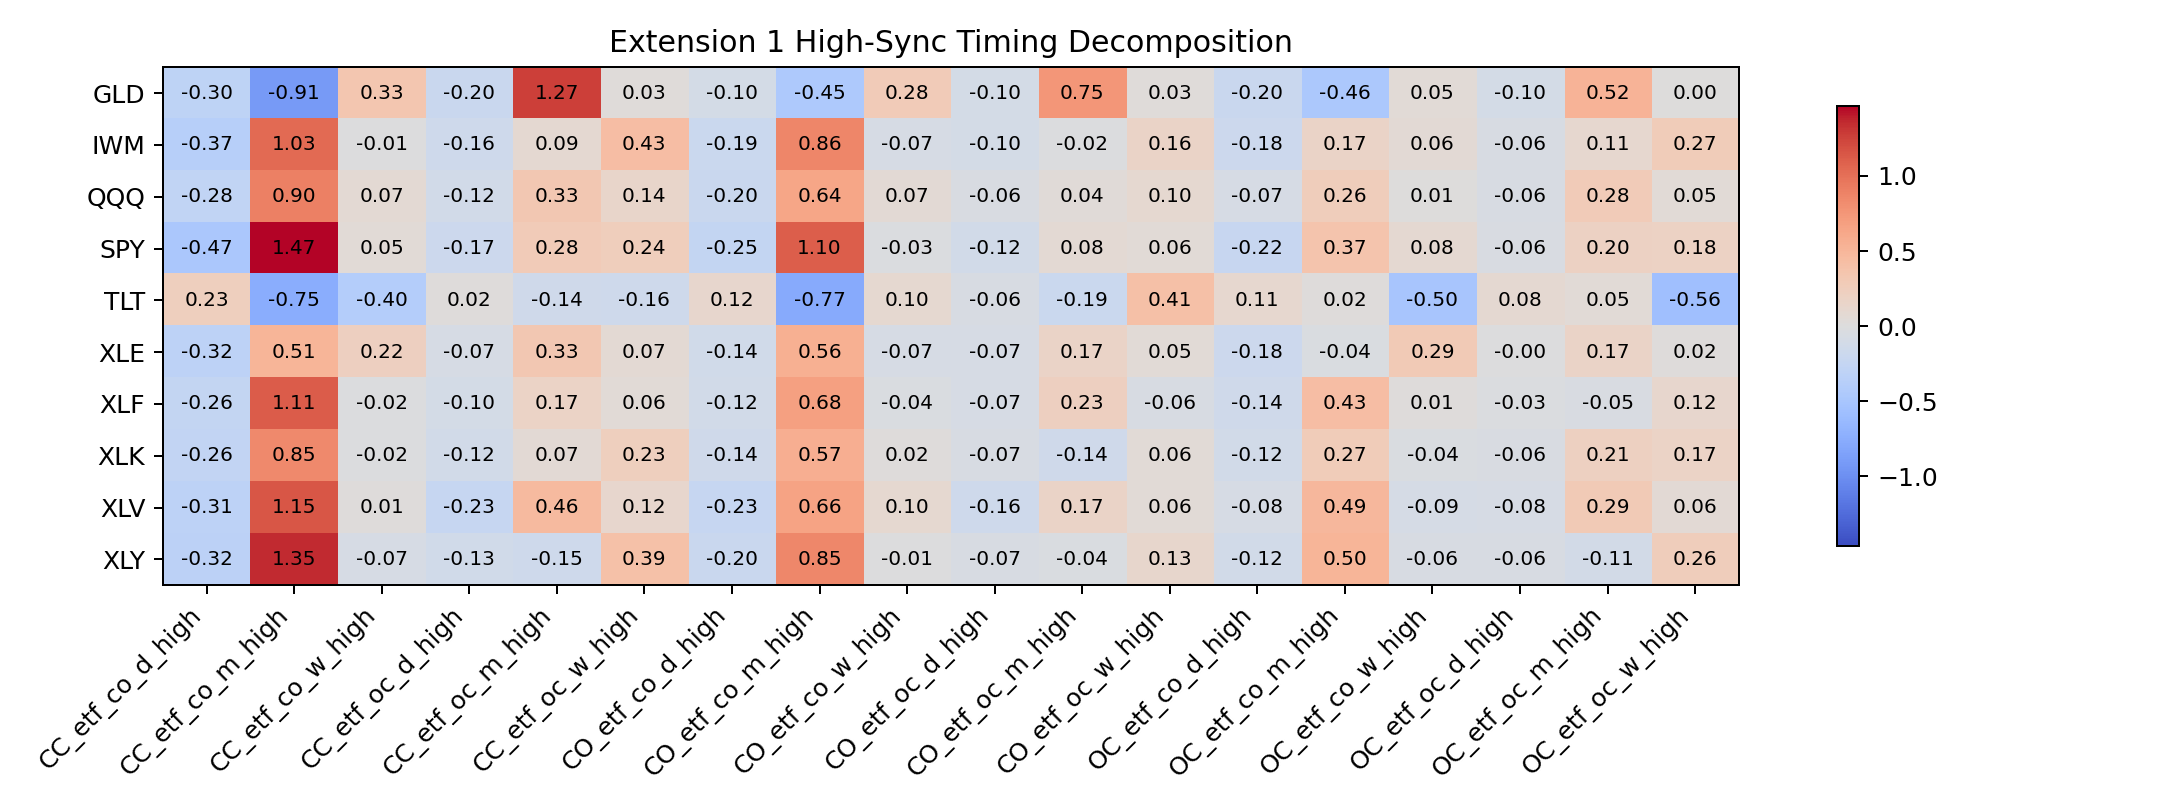 Extension 1 High-Sync Timing Decomposition
GLD -0.30 -0.91 0.33 -0.20 1.27 0.03 -0.10 -0.45 0.28 -0.10 0.75 0.03 -0.20 -0.46 0.05 -0.10 0.52 0.00
IWM -0.37 1.03 -0.01 -0.16 0.09 0.43 -0.19 0.86 -0.07 -0.10 -0.02 0.16 -0.18 0.17 0.06 -0.06 0.11 0.27
QQQ -0.28 0.90 0.07 -0.12 0.33 0.14 -0.20 0.64 0.07 -0.06 0.04 0.10 -0.07 0.26 0.01 -0.06 0.28 0.05
SPY -0.47 1.47 0.05 -0.17 0.28 0.24 -0.25 1.10 -0.03 -0.12 0.08 0.06 -0.22 0.37 0.08 -0.06 0.20 0.18
TLT 0.23 -0.75 -0.40 0.02 -0.14 -0.16 0.12 -0.77 0.10 -0.06 -0.19 0.41 0.11 0.02 -0.50 0.08 0.05 -0.56
XLE -0.32 0.51 0.22 -0.07 0.33 0.07 -0.14 0.56 -0.07 -0.07 0.17 0.05 -0.18 -0.04 0.29 -0.00 0.17 0.02
XLF -0.26 1.11 -0.02 -0.10 0.17 0.06 -0.12 0.68 -0.04 -0.07 0.23 -0.06 -0.14 0.43 0.01 -0.03 -0.05 0.12
XLK -0.26 0.85 -0.02 -0.12 0.07 0.23 -0.14 0.57 0.02 -0.07 -0.14 0.06 -0.12 0.27 -0.04 -0.06 0.21 0.17
XLV -0.31 1.15 0.01 -0.23 0.46 0.12 -0.23 0.66 0.10 -0.16 0.17 0.06 -0.08 0.49 -0.09 -0.08 0.29 0.06
XLY -0.32 1.35 -0.07 -0.13 -0.15 0.39 -0.20 0.85 -0.01 -0.07 -0.04 0.13 -0.12 0.50 -0.06 -0.06 -0.11 0.26
CC_etf_co_d_high
CC_etf_co_m_high
CC_etf_co_w_high
CC_etf_oc_d_high
CC_etf_oc_m_high
CC_etf_oc_w_high
CO_etf_co_d_high
CO_etf_co_m_high
CO_etf_co_w_high
CO_etf_oc_d_high
CO_etf_oc_m_high
CO_etf_oc_w_high
OC_etf_co_d_high
OC_etf_co_m_high
OC_etf_co_w_high
OC_etf_oc_d_high
OC_etf_oc_m_high
OC_etf_oc_w_high
1.0
0.5
0.0
−0.5
−1.0